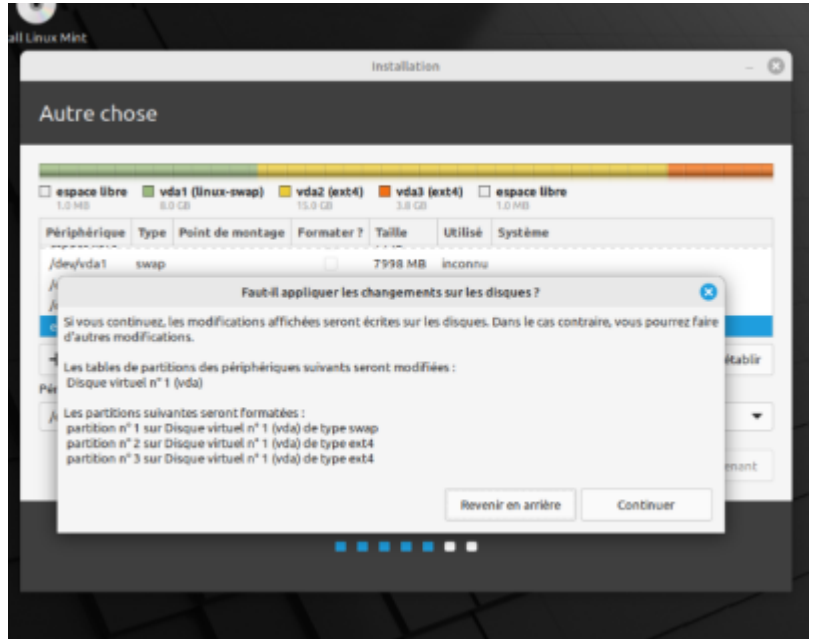 all Linux Mint
Installation
Autre chose
espace libre vda1 (linux-swap) vda2 (ext4) vda3 (ext4) espace libre
1.0 MB 8.0 GB 15.0 GB 3.8 GB 1.0 MB
Périphérique Type Point de montage Formater ? Taille Utilisé Système
/dev/vda1 swap 7998 MB inconnu
Faut-il appliquer les changements sur les disques ?
Si vous continuez, les modifications affichées seront écrites sur les disques. Dans le cas contraire, vous pourrez faire
d'autres modifications.
Les tables de partitions des périphériques suivants seront modifiées :
Disque virtuel n° 1 (vda)
Les partitions suivantes seront formatées :
partition n° 1 sur Disque virtuel n° 1 (vda) de type swap
partition n° 2 sur Disque virtuel n° 1 (vda) de type ext4
partition n° 3 sur Disque virtuel n° 1 (vda) de type ext4
établir
Pér
enant
Revenir en arrière Continuer